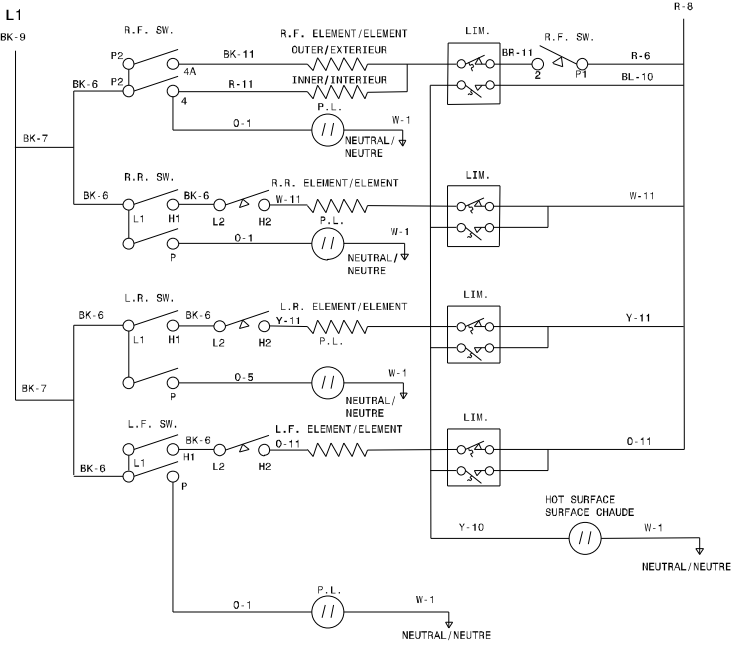 L1
R-8
BK-9
R.F. SW.
R.F. ELEMENT/ELEMENT
OUTER/EXTERIEUR
LIM.
R.F. SW.
P2
4A
BK-11
BR-11
2
P1
R-6
BK-6
P2
4
R-11
INNER/INTERIEUR
BL-10
P.L.
O-1
W-1
NEUTRAL/
NEUTRE
BK-7
R.R. SW.
R.R. ELEMENT/ELEMENT
LIM.
BK-6
L1
H1
BK-6
L2
H2
W-11
W-11
P.L.
P
O-1
W-1
NEUTRAL/
NEUTRE
L.R. SW.
L.R. ELEMENT/ELEMENT
LIM.
BK-6
L1
H1
BK-6
L2
H2
Y-11
Y-11
P.L.
P
O-5
W-1
NEUTRAL/
NEUTRE
BK-7
L.F. SW.
L.F. ELEMENT/ELEMENT
LIM.
BK-6
L1
H1
BK-6
L2
H2
O-11
O-11
P
HOT SURFACE
SURFACE CHAUDE
Y-10
W-1
NEUTRAL/NEUTRE
P.L.
O-1
W-1
NEUTRAL/NEUTRE